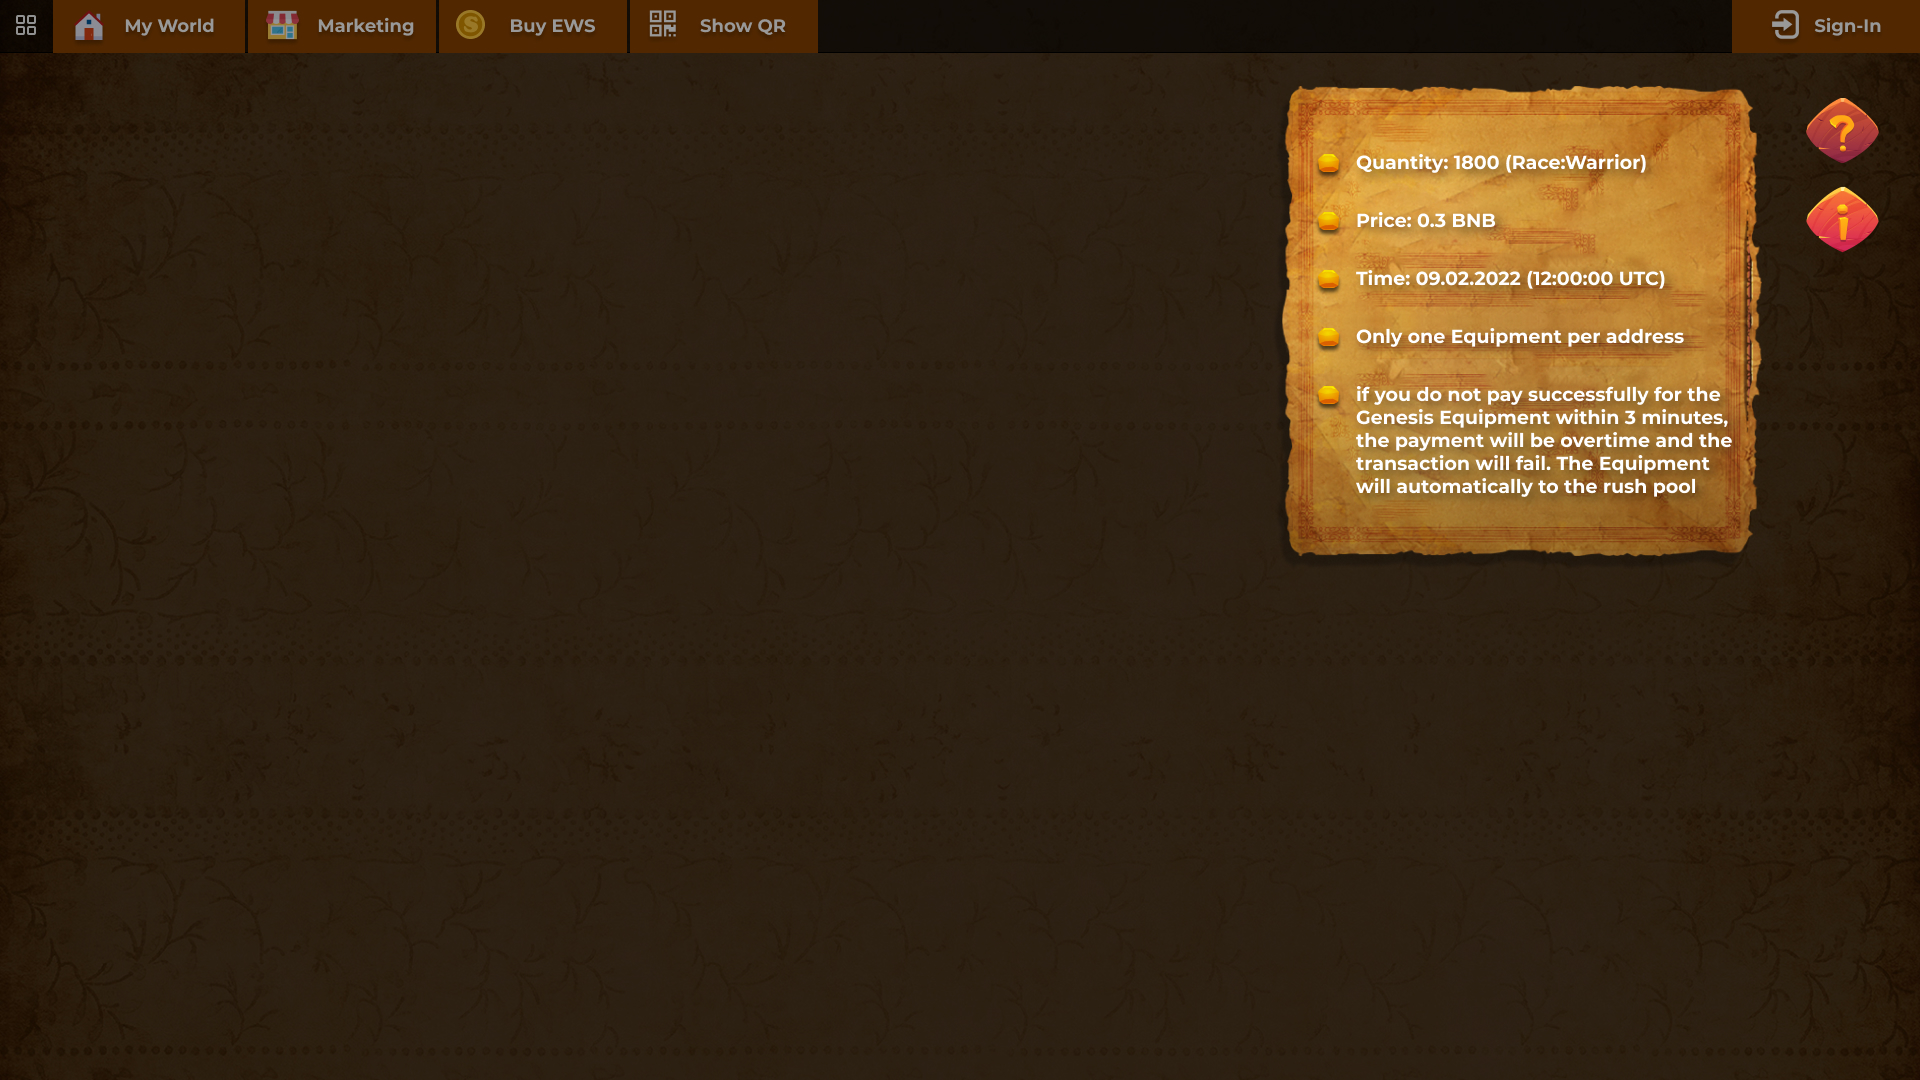 My World
Marketing
Buy EWS
Show QR
Sign-In
Quantity: 1800 (Race:Warrior)
Price: 0.3 BNB
Time: 09.02.2022 (12:00:00 UTC)
Only one Equipment per address
if you do not pay successfully for the
Genesis Equipment within 3 minutes,
the payment will be overtime and the
transaction will fail. The Equipment
will automatically to the rush pool